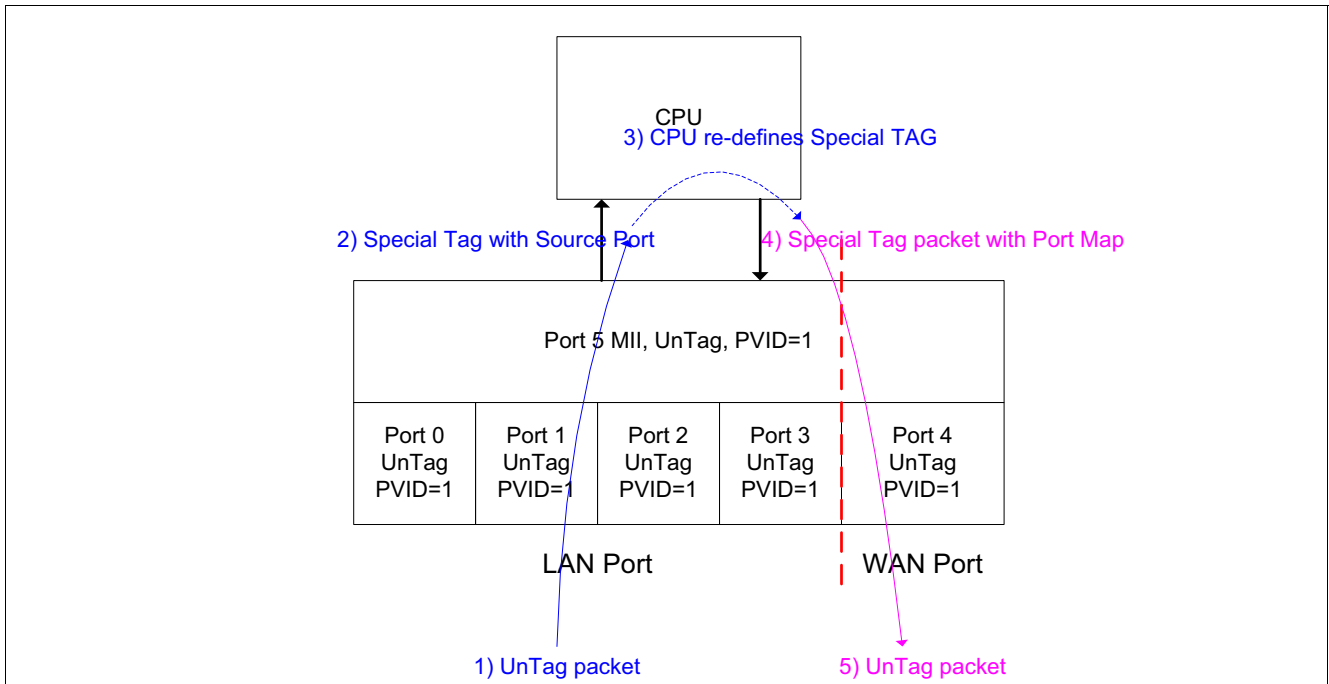 CPU
3) CPU re-defines Special TAG
2) Special Tag with Source Port
4) Special Tag packet with Port Map
Port 5 MII, UnTag, PVID=1
Port 0
UnTag
PVID=1
Port 1
UnTag
PVID=1
Port 2
UnTag
PVID=1
Port 3
UnTag
PVID=1
Port 4
UnTag
PVID=1
LAN Port
WAN Port
1) UnTag packet
5) UnTag packet